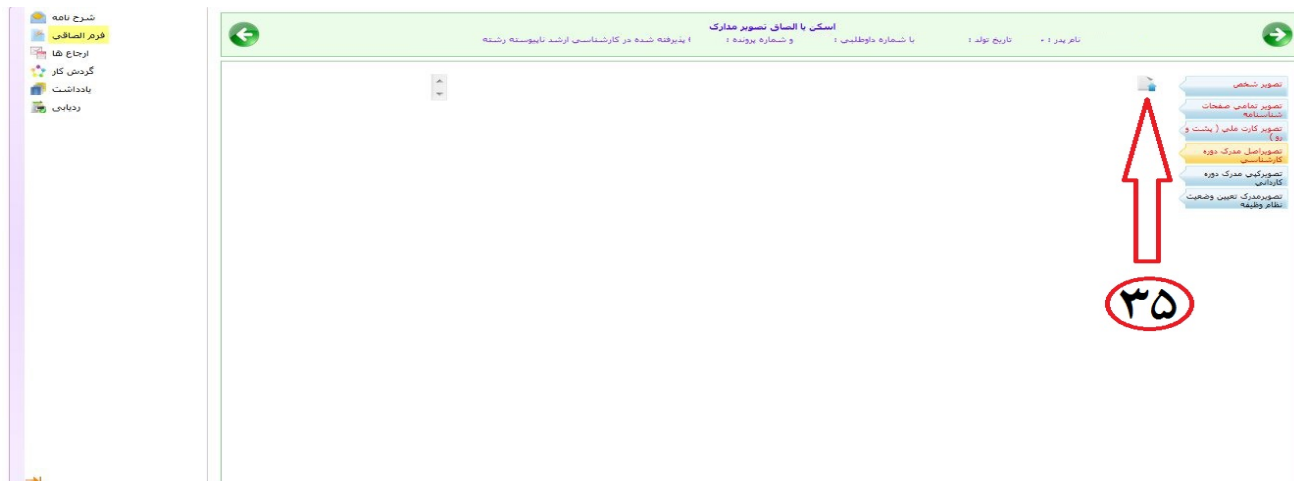 اسکن یا الصاق تصویر مدارک
نام پدر : - تاریخ تولد : با شماره داوطلبی : و شماره پرونده : پذیرفته شده در کارشناسی ارشد ناپیوسته رشته
تصویر شخص
تصویر تمامی صفحات
شناسنامه
تصویر کارت ملی ( پشت و
رو )
تصویراصل مدرک دوره
کارشناسی
تصویرکپی مدرک دوره
کاردانی
تصویرمدرک تعیین وضعیت
نظام وظیفه
۳۵
شرح نامه
فرم الصاقی
ارجاع ها
گردش کار
یادداشت
ردیابی